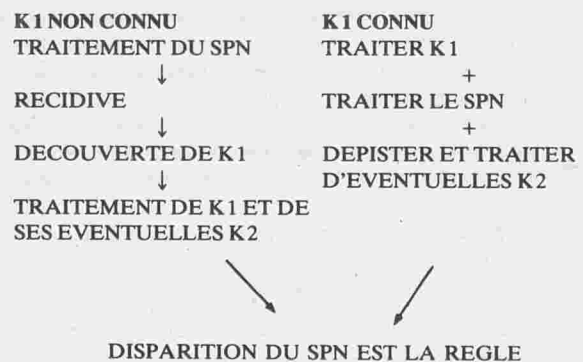 K1 NON CONNU
TRAITEMENT DU SPN
↓
RECIDIVE
↓
DECOUVERTE DE K1
↓
TRAITEMENT DE K1 ET DE
SES EVENTUELLES K2
K1 CONNU
TRAITER K1
+
TRAITER LE SPN
+
DEPISTER ET TRAITER
D'EVENTUELLES K2
DISPARITION DU SPN EST LA REGLE